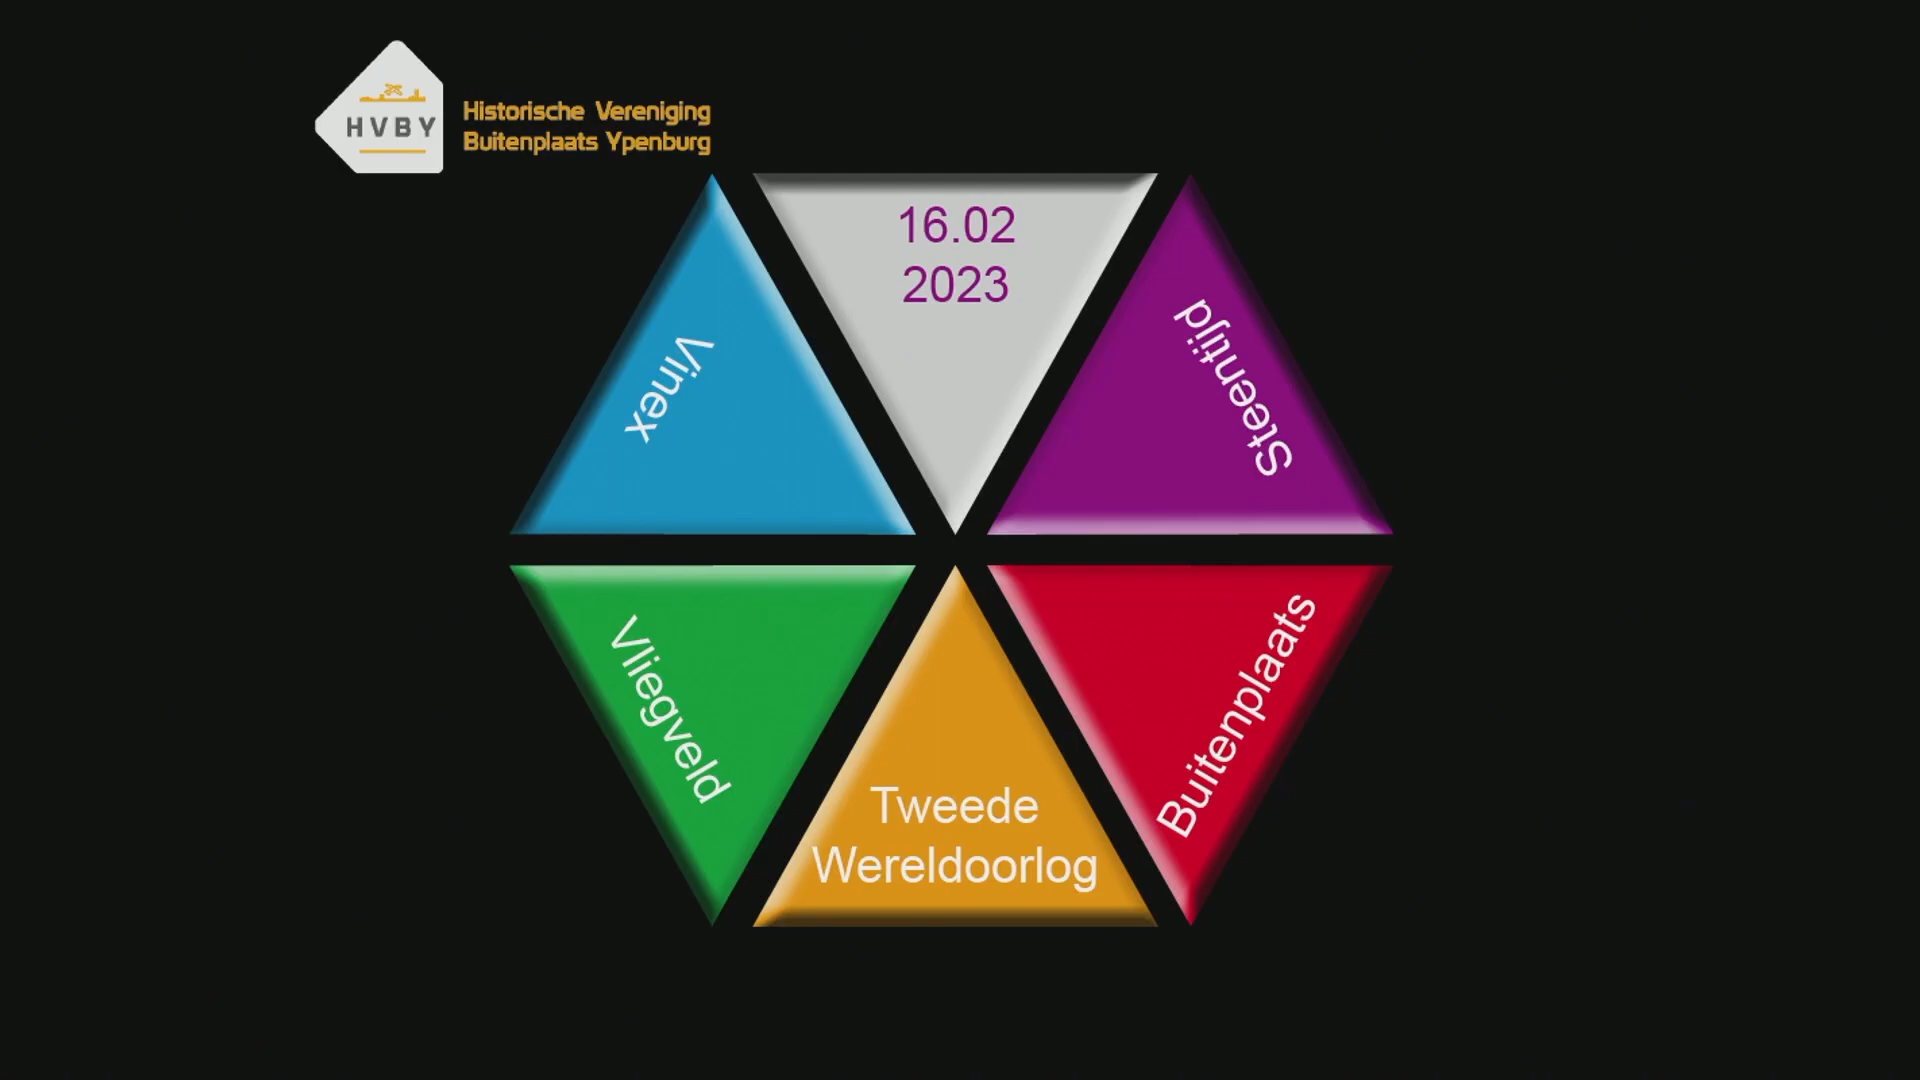 HVBY
Historische Vereniging
Buitenplaats Ypenburg
16.02
2023
Vinex
Steentijd
Vliegveld
Tweede
Wereldoorlog
Buitenplaats